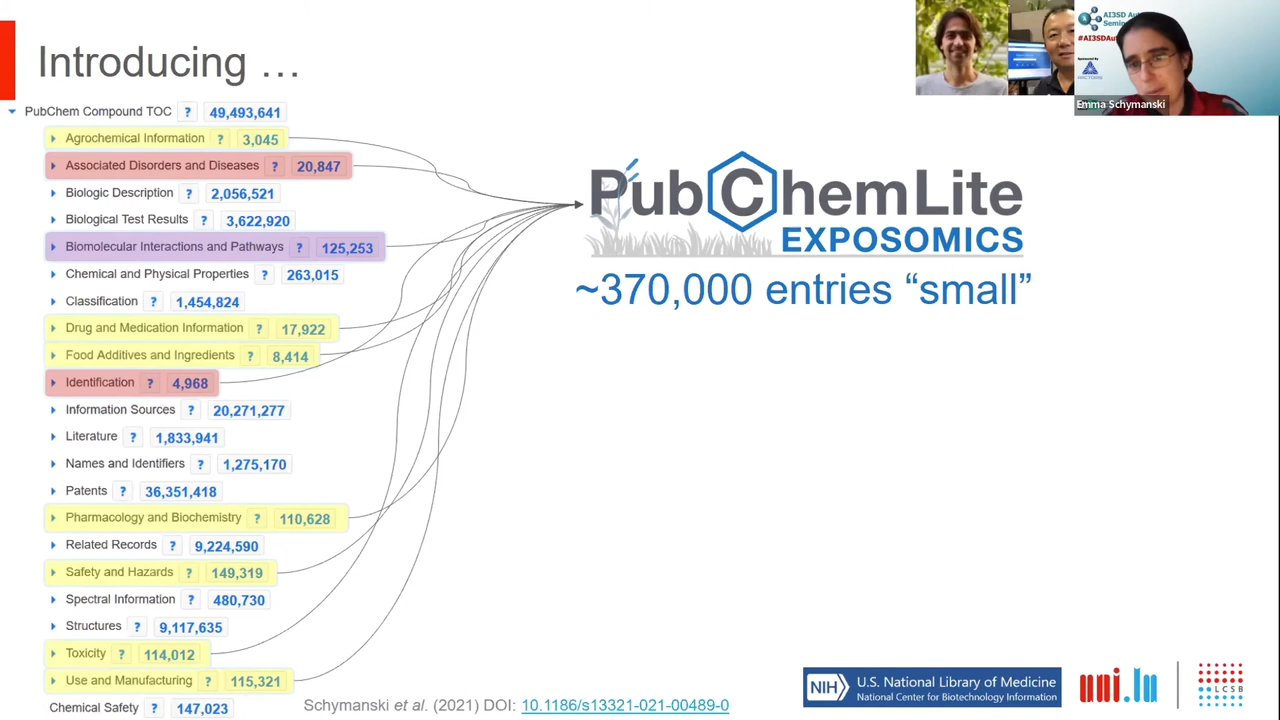 Introducing …
PubChem Compound TOC ? 49,493,641
Agrochemical Information ? 3,045
Associated Disorders and Diseases ? 20,847
Biologic Description ? 2,056,521
Biological Test Results ? 3,622,920
Biomolecular Interactions and Pathways ? 125,253
Chemical and Physical Properties ? 263,015
Classification ? 1,454,824
Drug and Medication Information ? 17,922
Food Additives and Ingredients ? 8,414
Identification ? 4,968
Information Sources ? 20,271,277
Literature ? 1,833,941
Names and Identifiers ? 1,275,170
Patents ? 36,351,418
Pharmacology and Biochemistry ? 110,628
Related Records ? 9,224,590
Safety and Hazards ? 149,319
Spectral Information ? 480,730
Structures ? 9,117,635
Toxicity ? 114,012
Use and Manufacturing ? 115,321
Chemical Safety ? 147,023
PubChemLite
EXPOSOMICS
~370,000 entries “small”
Schymanski et al. (2021) DOI: 10.1186/s13321-021-00489-0
NIH
U.S. National Library of Medicine
National Center for Biotechnology Information
uni.lu
LCSB
AI3SD
Sponsored By
Emma Schymanski